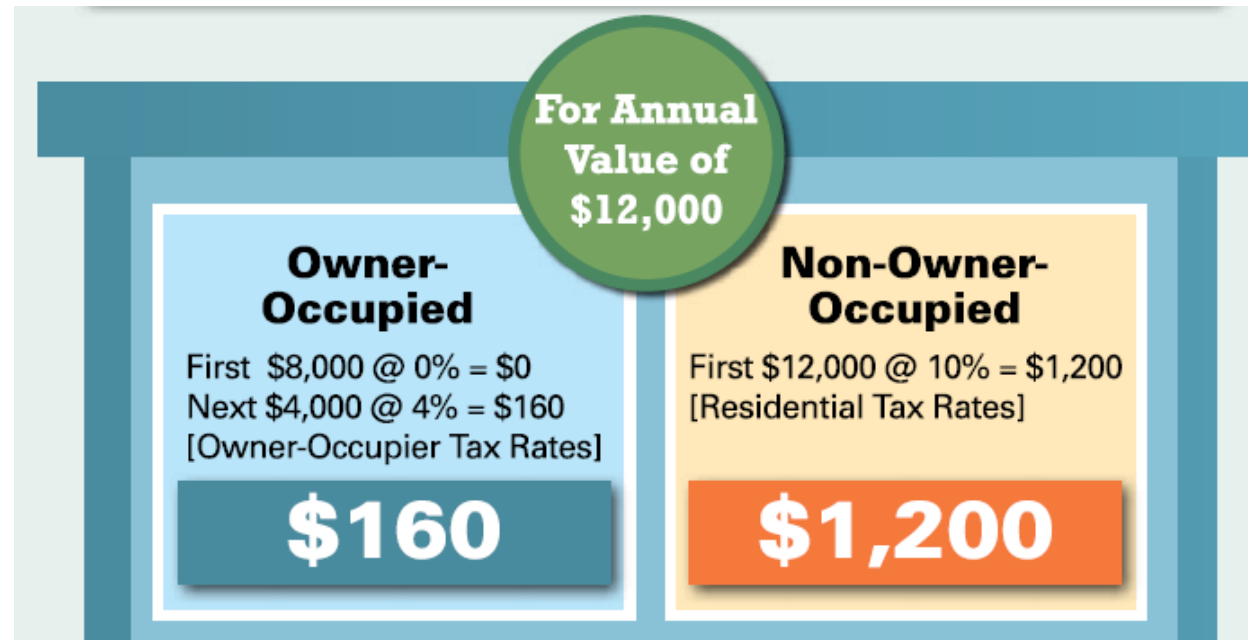 For Annual
Value of
$12,000
Owner-
Occupied
First  $8,000 @ 0% = $0
Next $4,000 @ 4% = $160
[Owner-Occupier Tax Rates]
$160
Non-Owner-
Occupied
First $12,000 @ 10% = $1,200
[Residential Tax Rates]
$1,200